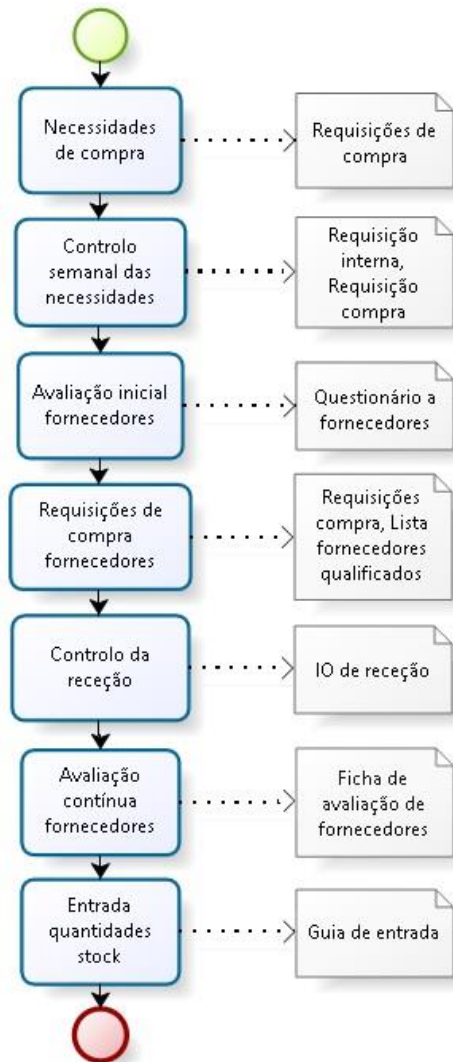 Necessidades
de compra
Requisições de
compra
Controlo
semanal das
necessidades
Requisição
interna,
Requisição
compra
Avaliação inicial
fornecedores
Questionário a
fornecedores
Requisições de
compra
fornecedores
Requisições
compra, Lista
fornecedores
qualificados
Controlo da
receção
IO de receção
Avaliação
contínua
fornecedores
Ficha de
avaliação de
fornecedores
Entrada
quantidades
stock
Guia de entrada